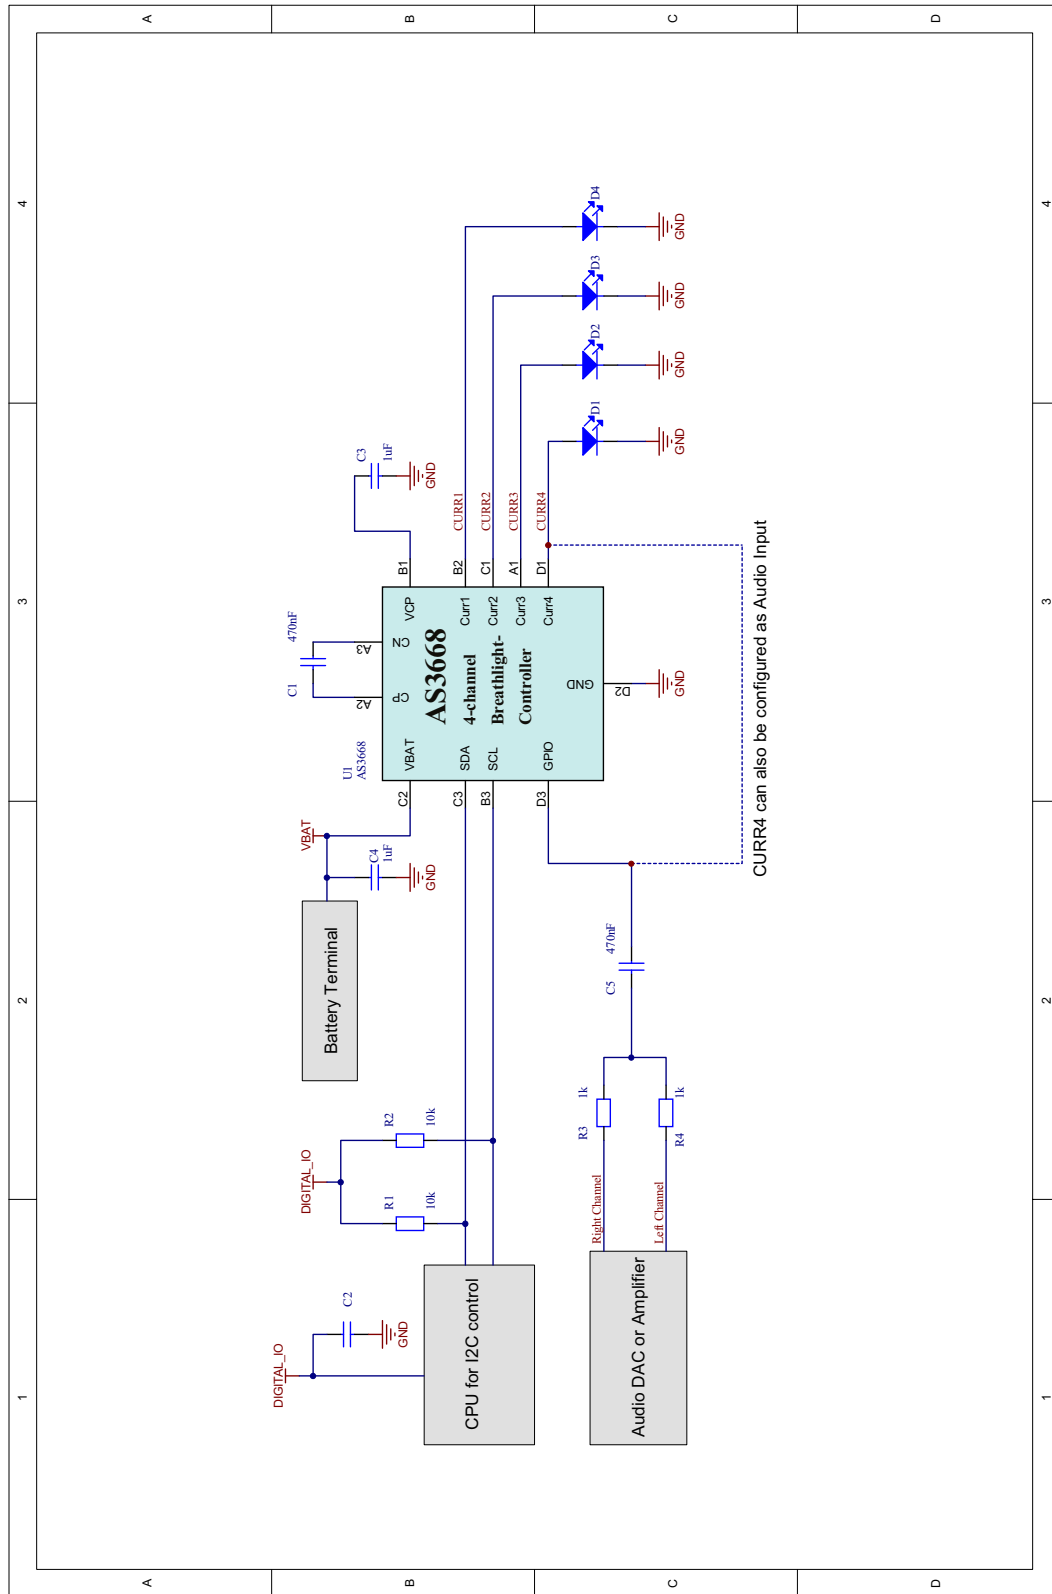 1
2
3
4
A
B
C
D
DIGITAL_IO
C2
GND
CPU for I2C control
DIGITAL_IO
R1
10k
R2
10k
Battery Terminal
VBAT
C4
1uF
GND
U1
AS3668
C1
470nF
A2
A3
CP
CN
C2
VBAT
VCP
B1
C3
1uF
GND
AS3668
4-channel
Breathlight-
Controller
C3
SDA
B3
SCL
D3
GPIO
GND
D2
GND
Curr1
B2
CURR1
Curr2
C1
CURR2
Curr3
A1
CURR3
Curr4
D1
CURR4
D1
GND
D2
GND
D3
GND
D4
GND
Audio DAC or Amplifier
Right Channel
Left Channel
R3
1k
R4
1k
C5
470nF
CURR4 can also be configured as Audio Input
1
2
3
4
A
B
C
D